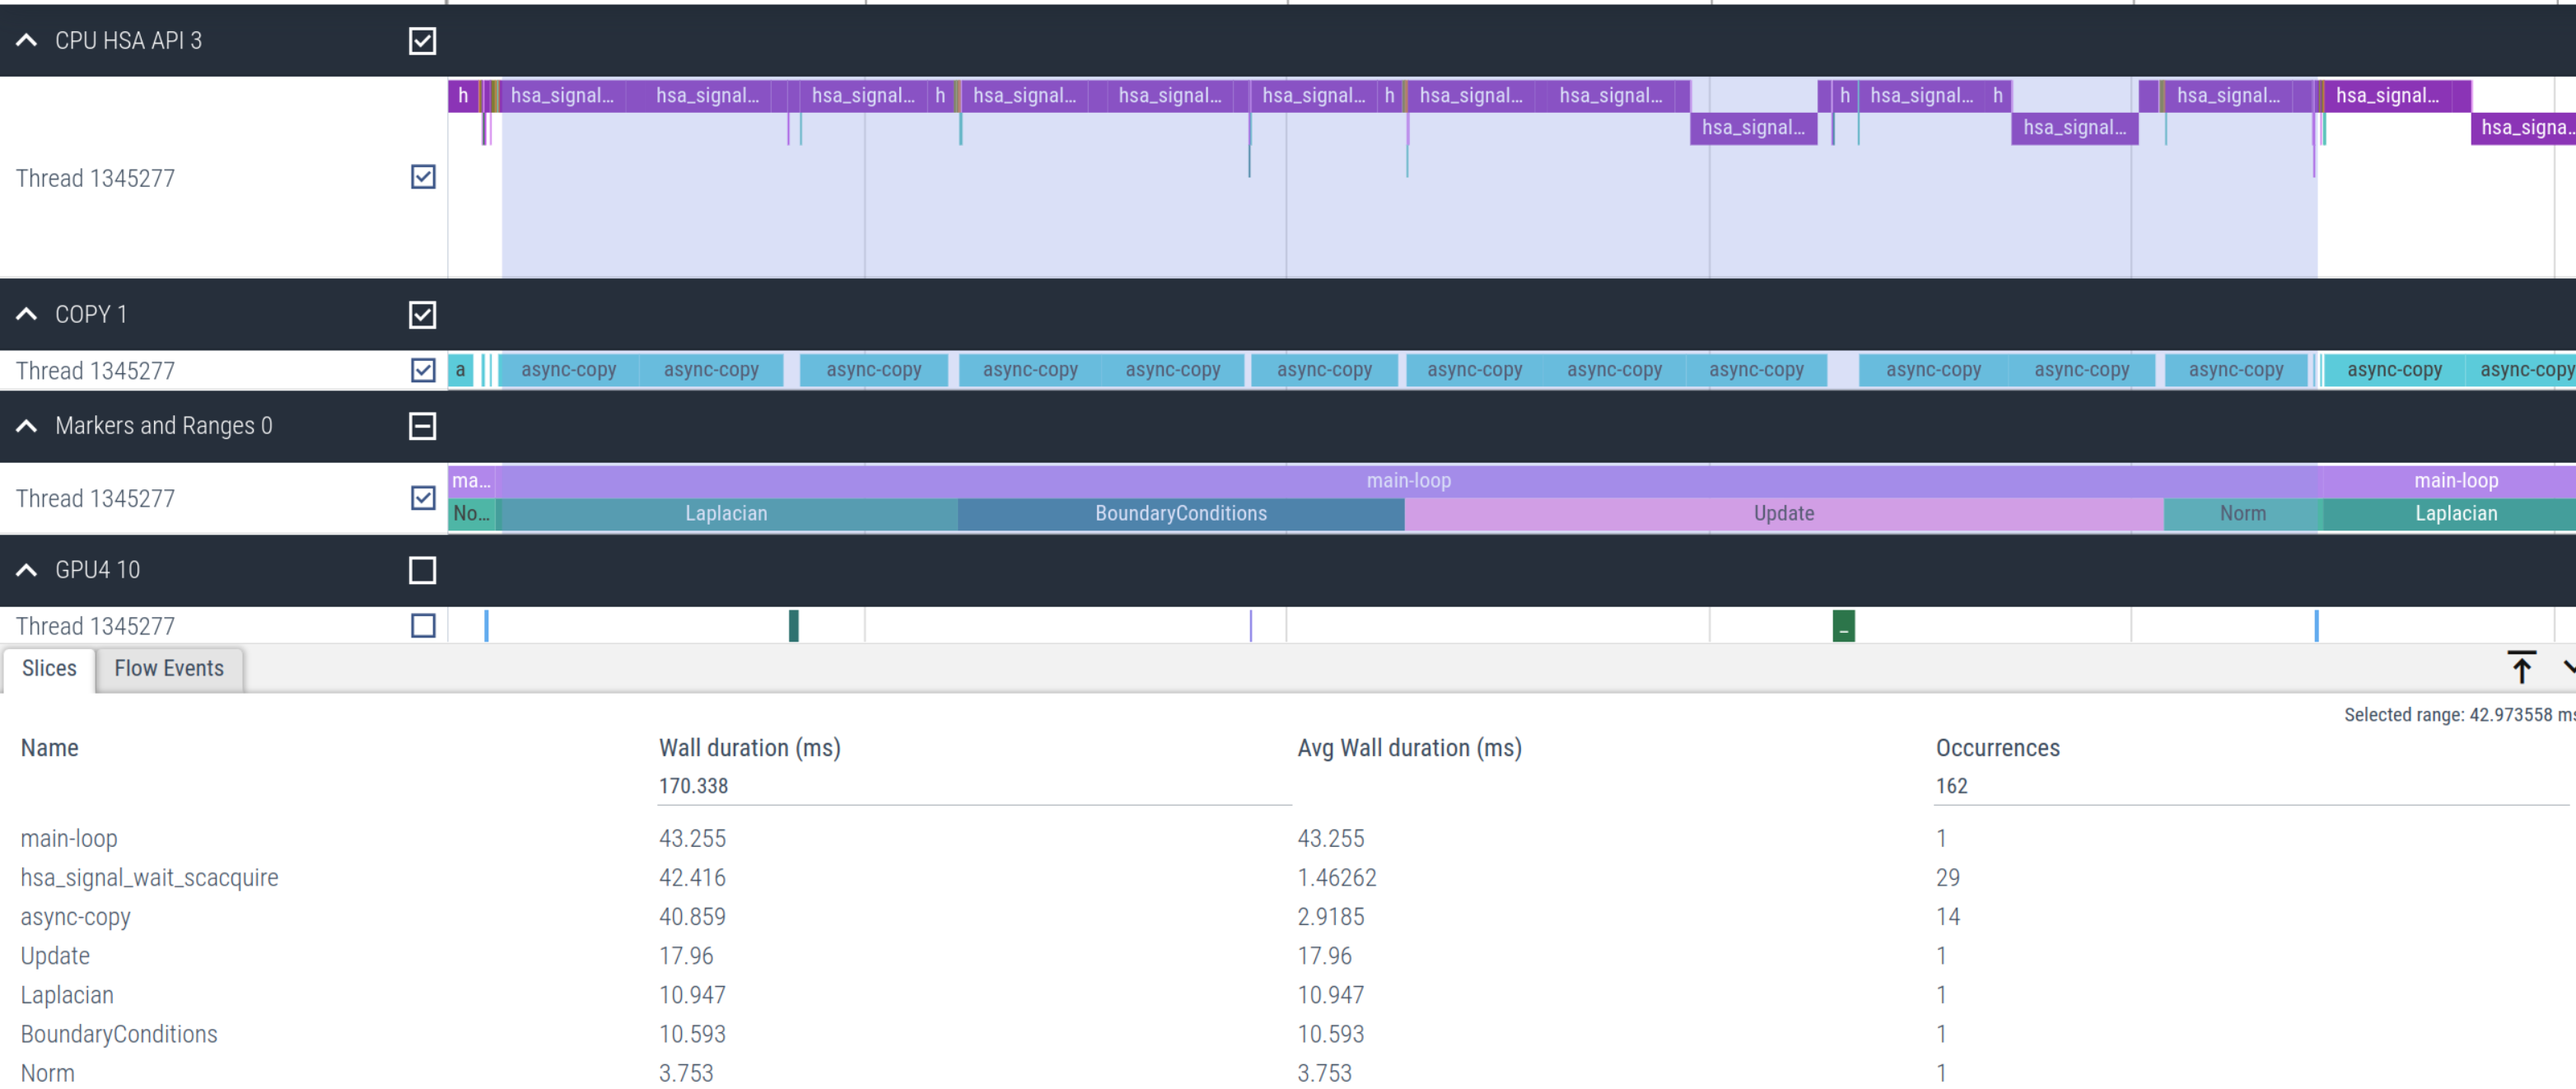 CPU HSA API 3
h hsa_signal... hsa_signal... hsa_signal... h hsa_signal... hsa_signal... hsa_signal... h hsa_signal... hsa_signal... h hsa_signal... h hsa_signal... hsa_signal...
hsa_signal... hsa_signal... hsa_signa...
Thread 1345277
COPY 1
Thread 1345277 a async-copy async-copy async-copy async-copy async-copy async-copy async-copy async-copy async-copy async-copy async-copy async-copy async-copy async-copy
Markers and Ranges 0
ma... main-loop main-loop
Thread 1345277
No... Laplacian BoundaryConditions Update Norm Laplacian
GPU4 10
Thread 1345277
Slices Flow Events
Selected range: 42.973558 ms
Name Wall duration (ms) Avg Wall duration (ms) Occurrences
170.338 162
main-loop 43.255 43.255 1
hsa_signal_wait_scacquire 42.416 1.46262 29
async-copy 40.859 2.9185 14
Update 17.96 17.96 1
Laplacian 10.947 10.947 1
BoundaryConditions 10.593 10.593 1
Norm 3.753 3.753 1